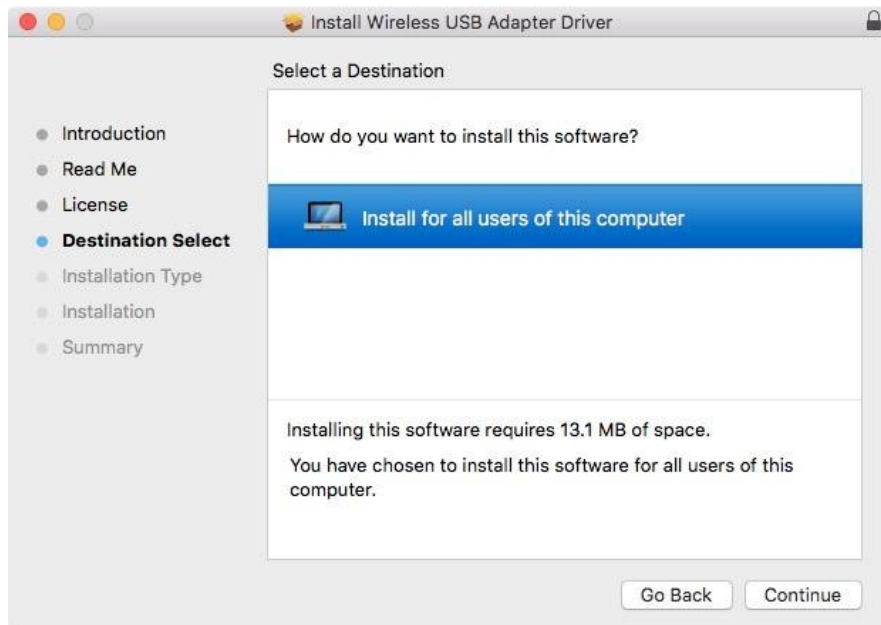 Install Wireless USB Adapter Driver
Select a Destination
Introduction
Read Me
License
Destination Select
Installation Type
Installation
Summary
How do you want to install this software?
Install for all users of this computer
Installing this software requires 13.1 MB of space.
You have chosen to install this software for all users of this
computer.
Go Back
Continue